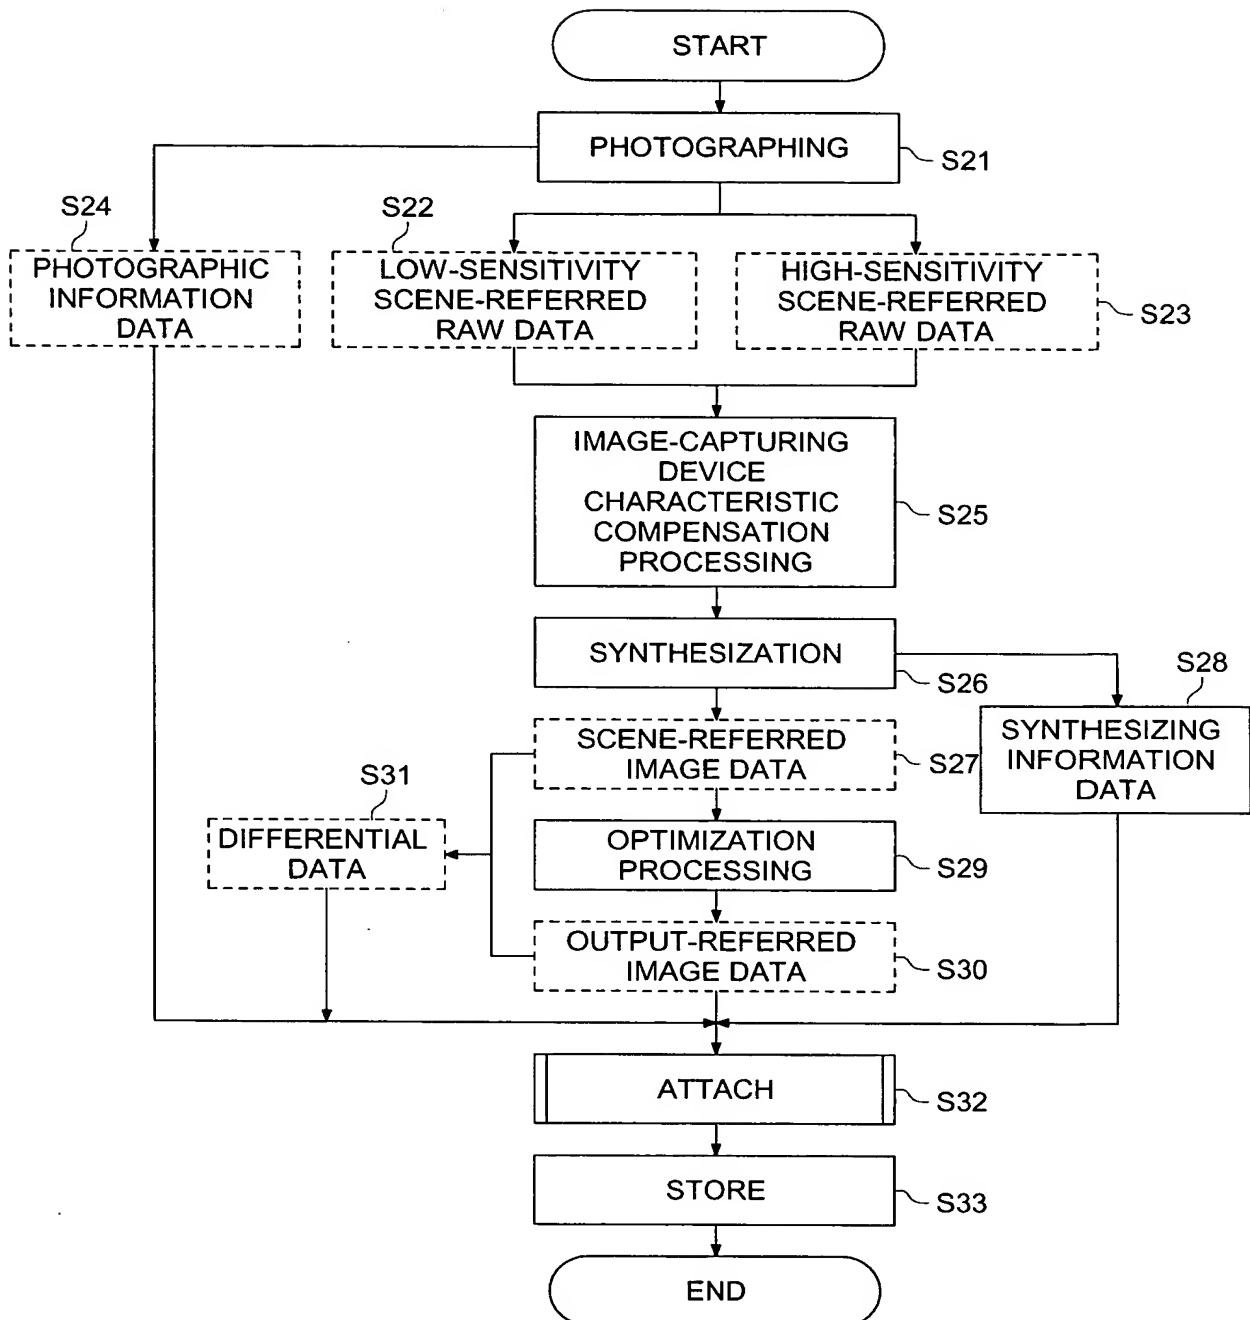 START
PHOTOGRAPHING
S21
S24
S22
PHOTOGRAPHIC
INFORMATION
DATA
LOW-SENSITIVITY
SCENE-REFERRED
RAW DATA
HIGH-SENSITIVITY
SCENE-REFERRED
RAW DATA
S23
IMAGE-CAPTURING
DEVICE
CHARACTERISTIC
COMPENSATION
PROCESSING
S25
SYNTHESIZATION
S26
S28
SYNTHESIZING
INFORMATION
DATA
SCENE-REFERRED
IMAGE DATA
S27
S31
DIFFERENTIAL
DATA
OPTIMIZATION
PROCESSING
S29
OUTPUT-REFERRED
IMAGE DATA
S30
ATTACH
S32
STORE
S33
END